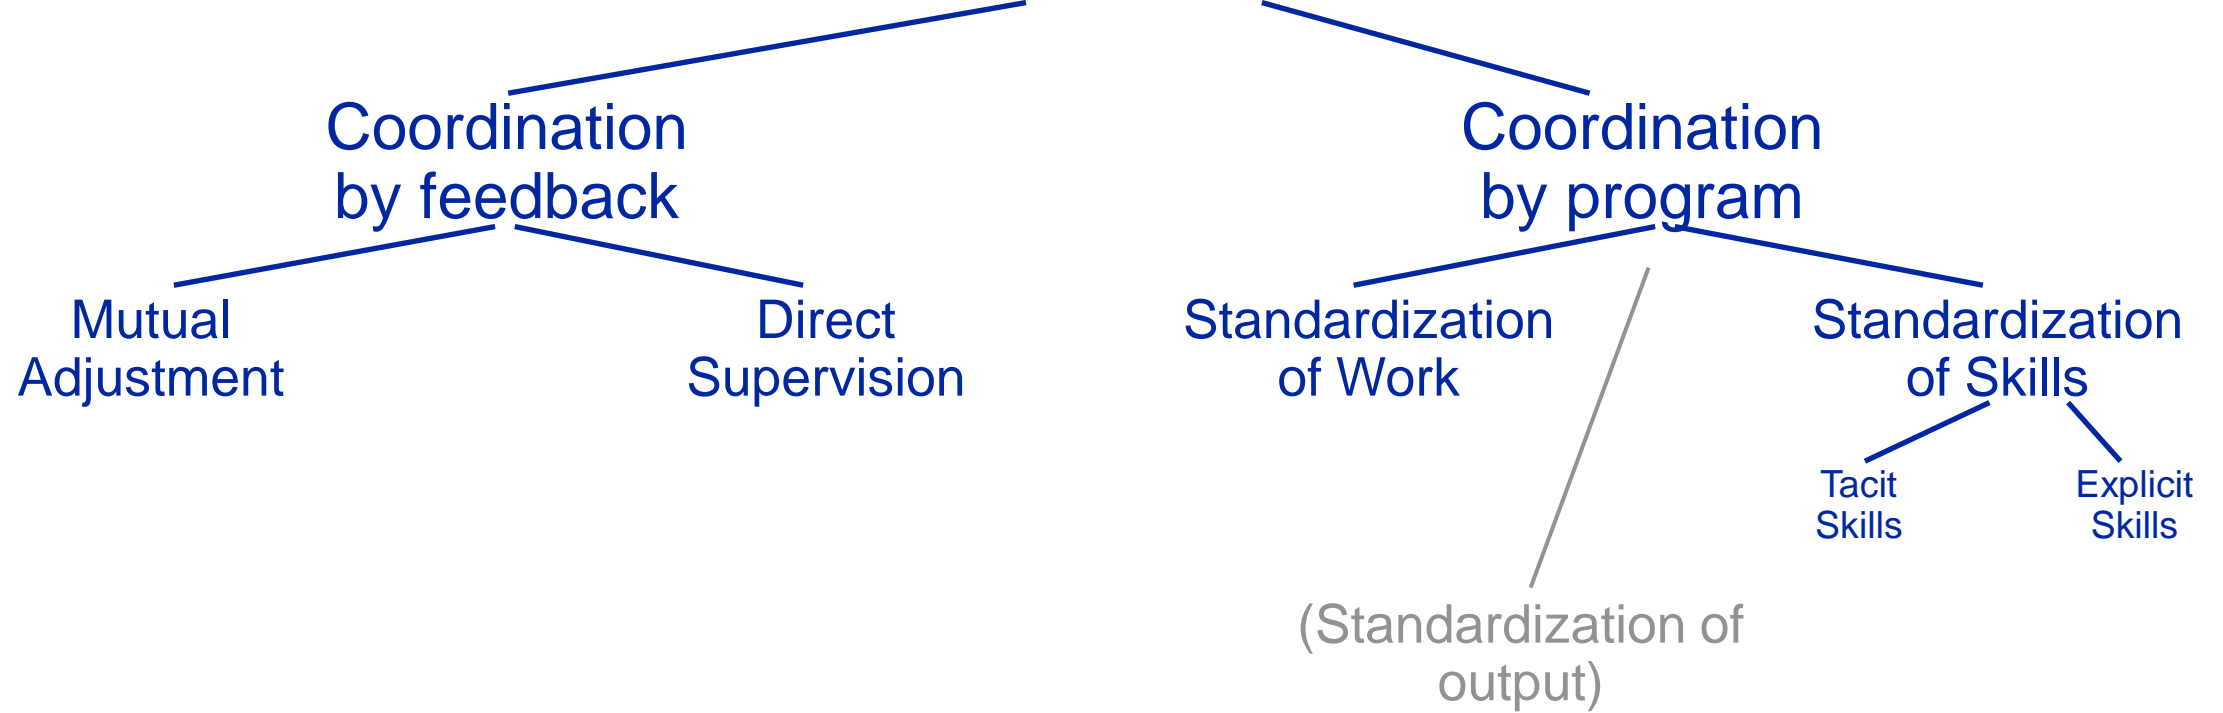 Coordination
by feedback
Coordination
by program
Mutual
Adjustment
Direct
Supervision
Standardization
of Work
Standardization
of Skills
Tacit
Skills
Explicit
Skills
(Standardization of
output)